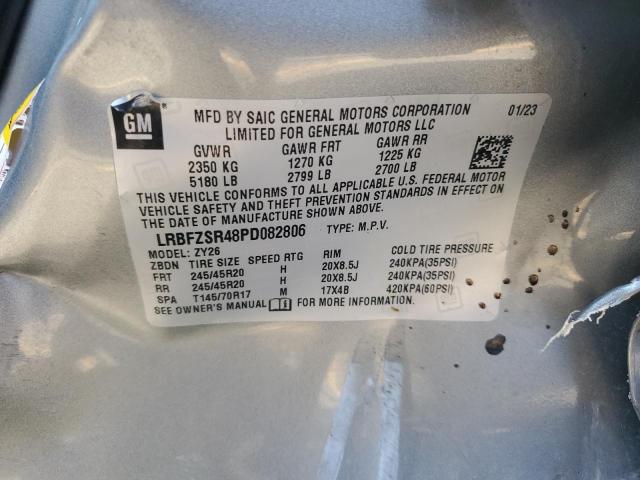 GM
MFD BY SAIC GENERAL MOTORS CORPORATION 01/23
LIMITED FOR GENERAL MOTORS LLC
GVWR GAWR FRT GAWR RR
2350 KG 1270 KG 1225 KG
5180 LB 2799 LB 2700 LB
THIS VEHICLE CONFORMS TO ALL APPLICABLE U.S. FEDERAL MOTOR
VEHICLE SAFETY AND THEFT PREVENTION STANDARDS IN EFFECT ON
THE DATE OF MANUFACTURE SHOWN ABOVE.
LRBFZSR48PD082806 TYPE: M.P.V.
MODEL: ZY26
ZBDN TIRE SIZE SPEED RTG RIM COLD TIRE PRESSURE
FRT 245/45R20 H 20X8.5J 240KPA(35PSI)
RR 245/45R20 H 20X8.5J 240KPA(35PSI)
SPA T145/70R17 M 17X4B 420KPA(60PSI)
SEE OWNER'S MANUAL FOR MORE INFORMATION.